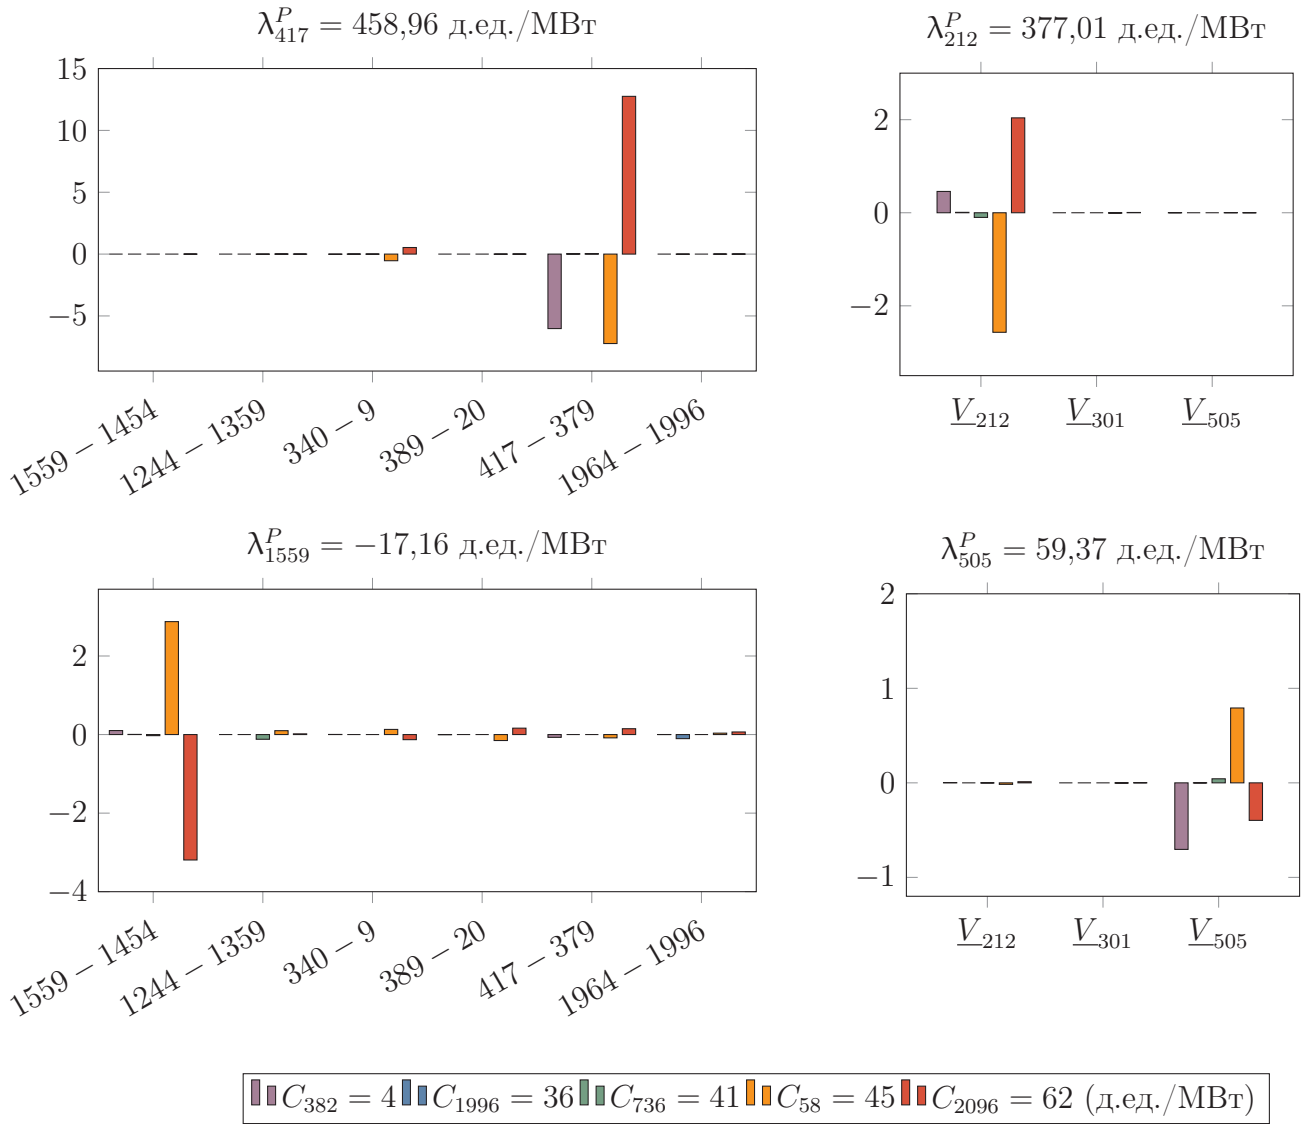 λ^P_417 = 458,96 д.ед./МВт
15
10
5
0
−5
1559 − 1454
1244 − 1359
340 − 9
389 − 20
417 − 379
1964 − 1996
λ^P_212 = 377,01 д.ед./МВт
2
0
−2
V_212
V_301
V_505
λ^P_1559 = −17,16 д.ед./МВт
2
0
−2
−4
1559 − 1454
1244 − 1359
340 − 9
389 − 20
417 − 379
1964 − 1996
λ^P_505 = 59,37 д.ед./МВт
2
1
0
−1
V_212
V_301
V_505
C_382 = 4 C_1996 = 36 C_736 = 41 C_58 = 45 C_2096 = 62 (д.ед./МВт)